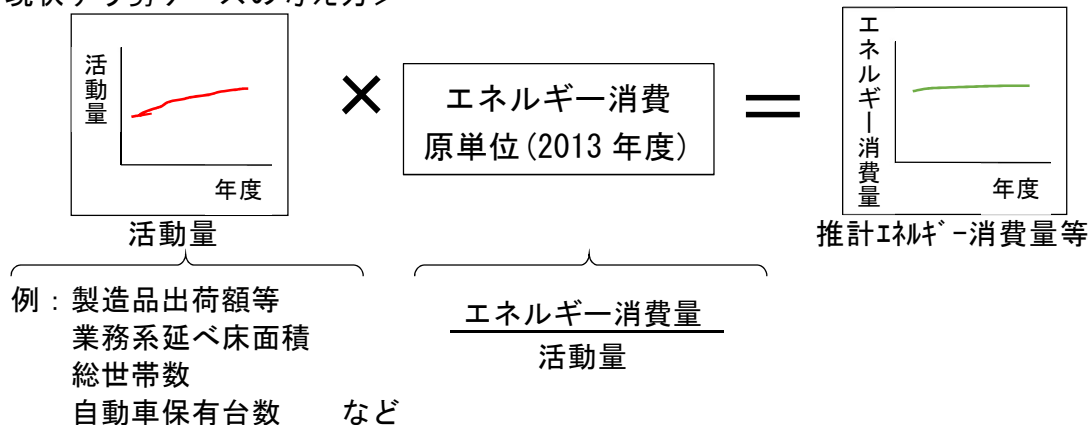 活動量
年度
×
エネルギー消費
原単位(2013年度)
＝
エネルギー消費量
年度
活動量
推計ｴﾈﾙｷﾞｰ消費量等
例：製造品出荷額等
業務系延べ床面積
総世帯数
自動車保有台数　　など
エネルギー消費量
活動量